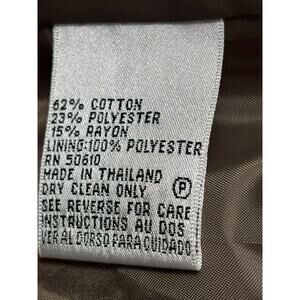 62% COTTON
23% POLYESTER
15% RAYON
LINING:100% POLYESTER
RN 50610
MADE IN THAILAND
DRY CLEAN ONLY Ⓟ
SEE REVERSE FOR CARE
INSTRUCTIONS AU DOS
VER AL DORSO PARA CUIDADO